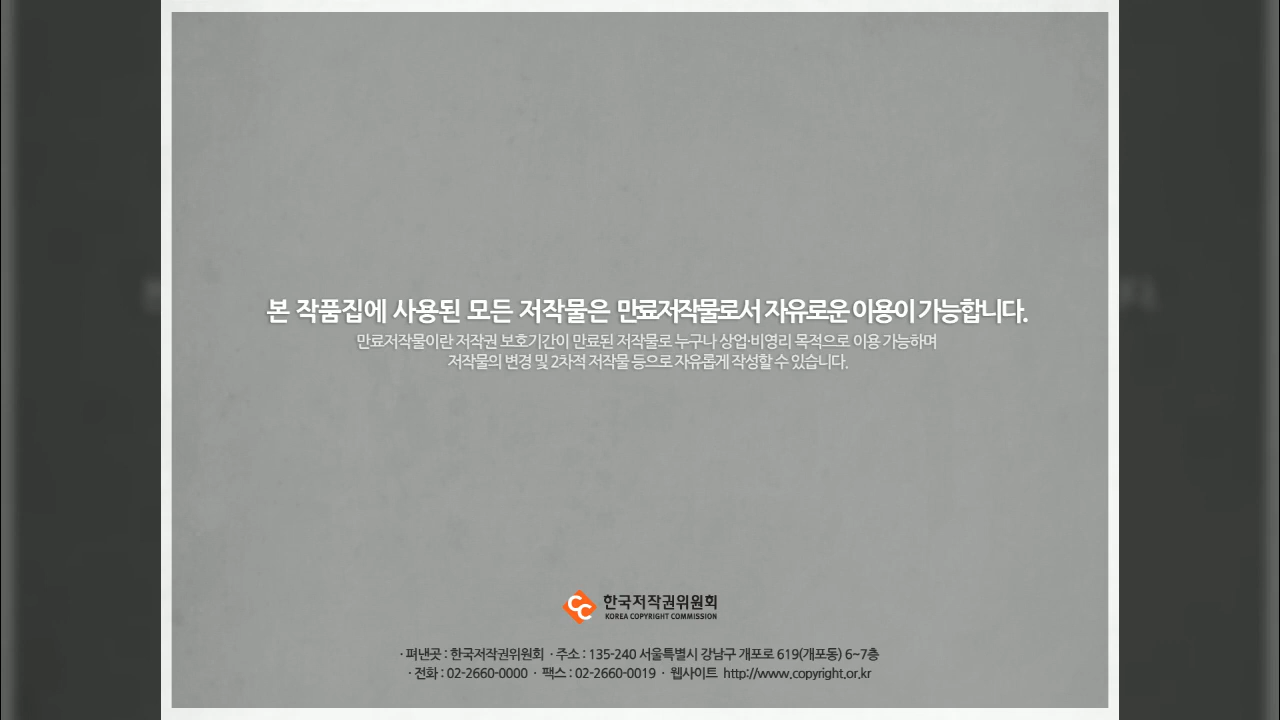 본 작품집에 사용된 모든 저작물은 만료저작물로서 자유로운 이용이 가능합니다.
만료저작물이란 저작권 보호기간이 만료된 저작물로 누구나 상업·비영리 목적으로 이용 가능하며
저작물의 변경 및 2차적 저작물 등으로 자유롭게 작성할 수 있습니다.
CC 한국저작권위원회
KOREA COPYRIGHT COMMISSION
· 펴낸곳 : 한국저작권위원회 · 주소 : 135-240 서울특별시 강남구 개포로 619(개포동) 6~7층
· 전화 : 02-2660-0000 · 팩스 : 02-2660-0019 · 웹사이트 http://www.copyright.or.kr